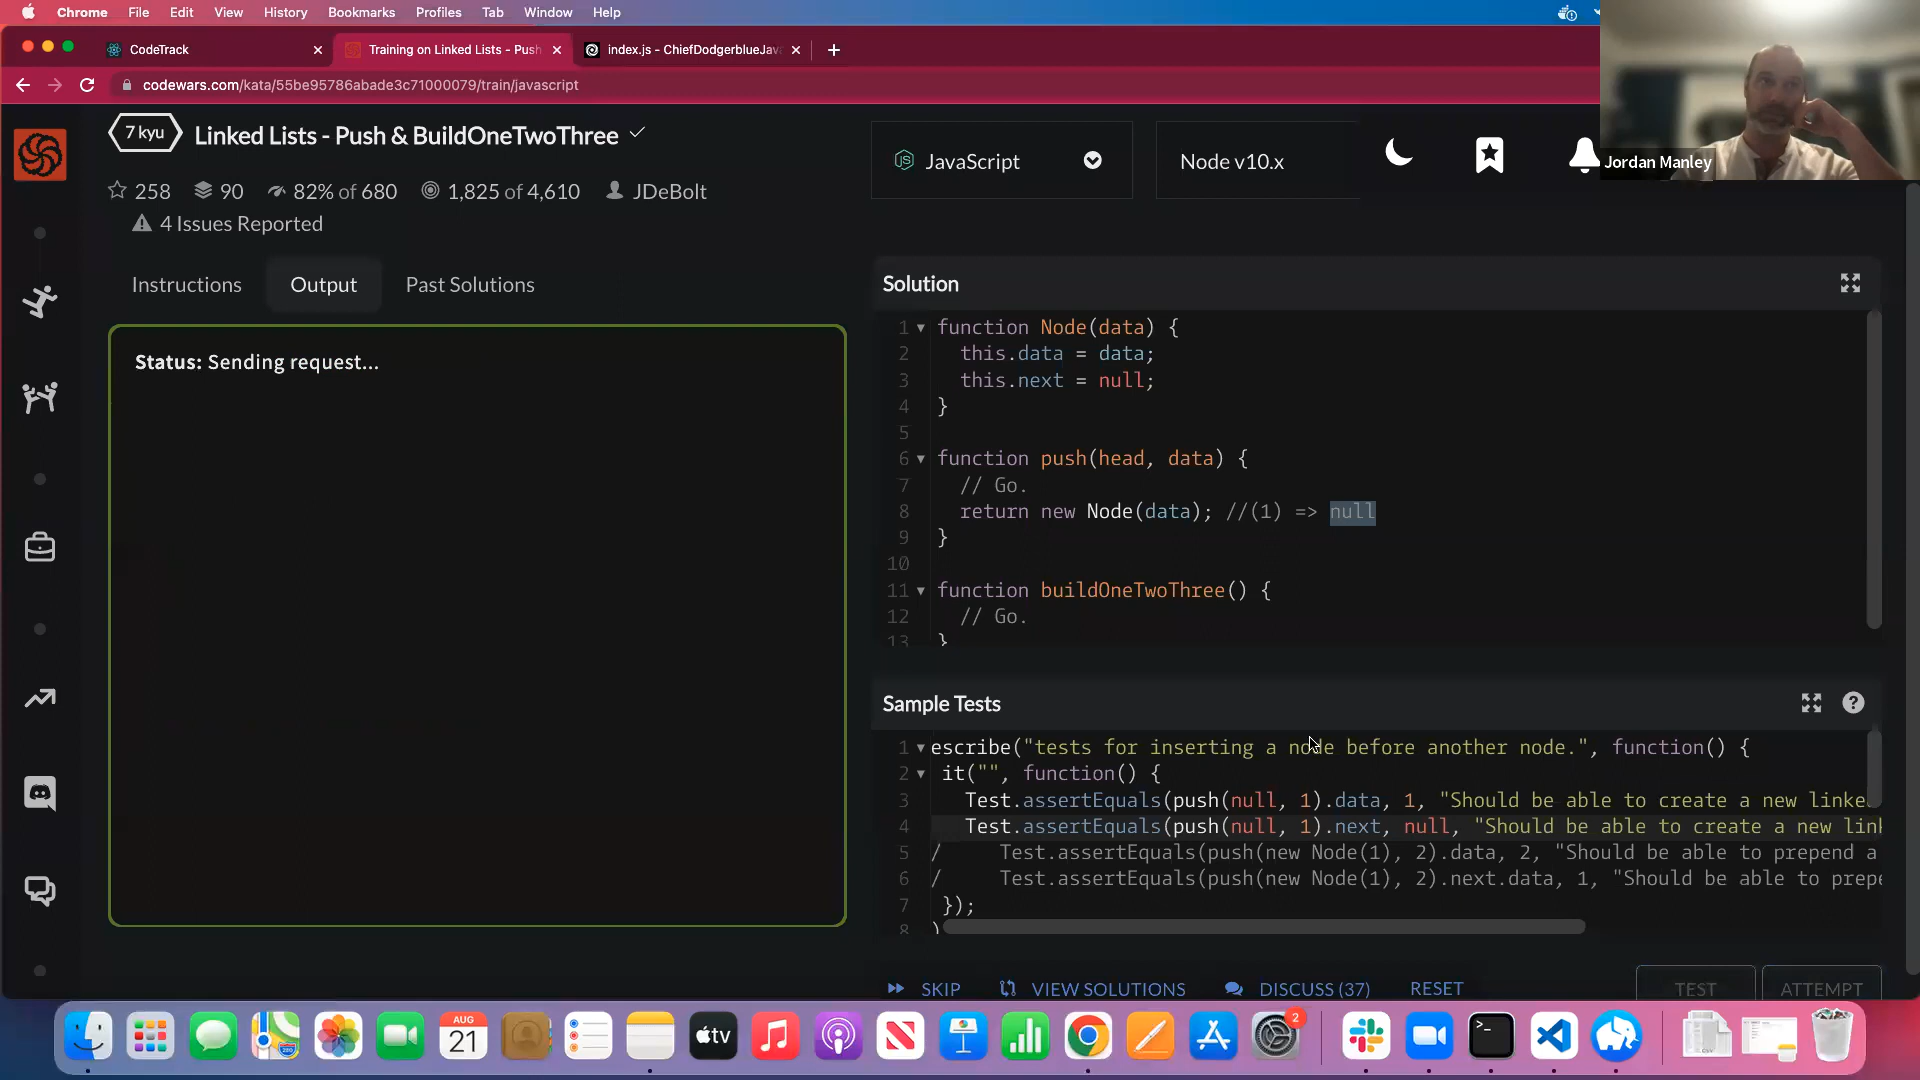 Chrome File Edit View History Bookmarks Profiles Tab Window Help
CodeTrack
Training on Linked Lists - Push
index.js - ChiefDodgerblueJav
codewars.com/kata/55be95786abade3c71000079/train/javascript
Jordan Manley
7 kyu
Linked Lists - Push & BuildOneTwoThree
258 90 82% of 680 1,825 of 4,610 JDeBolt
4 Issues Reported
JavaScript
Node v10.x
Instructions Output Past Solutions
Status: Sending request...
Solution
1 function Node(data) {
2 this.data = data;
3 this.next = null;
4 }
5
6 function push(head, data) {
7 // Go.
8 return new Node(data); //(1) => null
9 }
10
11 function buildOneTwoThree() {
12 // Go.
13 }
Sample Tests
1 escribe("tests for inserting a node before another node.", function() {
2 it("", function() {
3 Test.assertEquals(push(null, 1).data, 1, "Should be able to create a new linke
4 Test.assertEquals(push(null, 1).next, null, "Should be able to create a new lin
5 / Test.assertEquals(push(new Node(1), 2).data, 2, "Should be able to prepend a
6 / Test.assertEquals(push(new Node(1), 2).next.data, 1, "Should be able to prepe
7 });
8 )
SKIP VIEW SOLUTIONS DISCUSS (37) RESET TEST ATTEMPT
AUG
21
tv
2